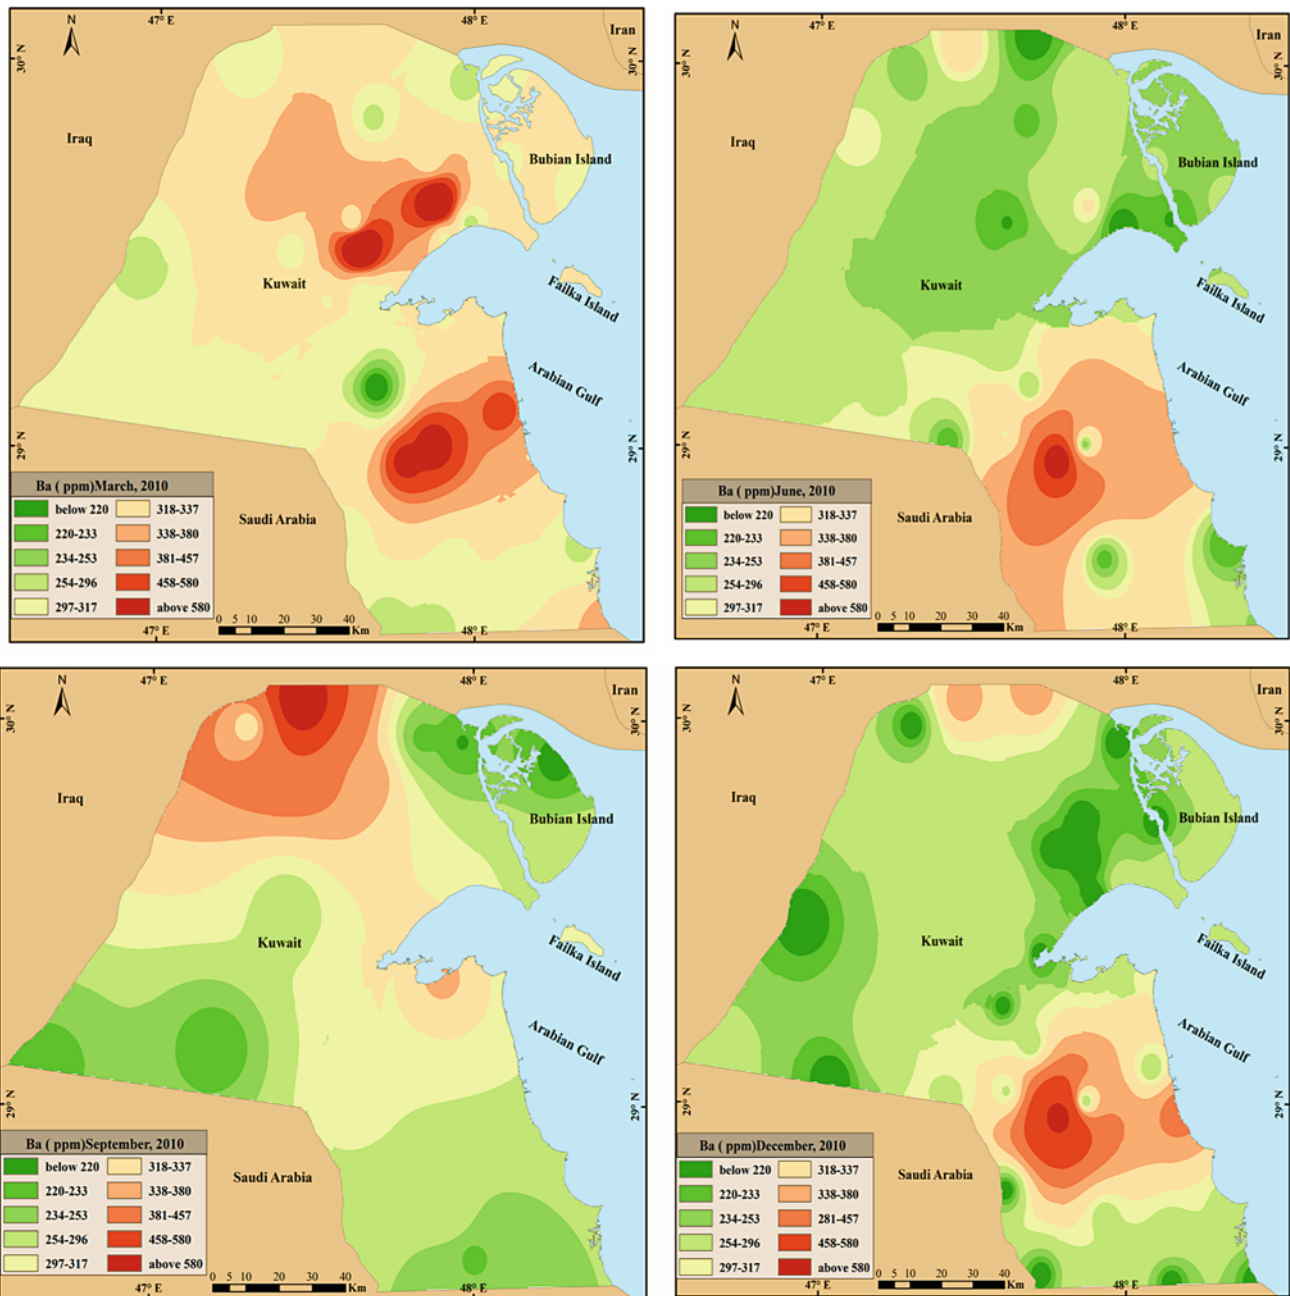 47° E
48° E
N
Iran
30° N
30° N
Iraq
Bubian Island
Kuwait
Failka Island
Arabian Gulf
29° N
29° N
Ba ( ppm)March, 2010
below 220
318-337
220-233
338-380
234-253
381-457
254-296
458-580
297-317
above 580
Saudi Arabia
0 5 10 20 30 40
Km
47° E
48° E
47° E
48° E
N
Iran
30° N
30° N
Iraq
Bubian Island
Kuwait
Failka Island
Arabian Gulf
29° N
29° N
Ba ( ppm)June, 2010
below 220
318-337
220-233
338-380
234-253
381-457
254-296
458-580
297-317
above 580
Saudi Arabia
0 5 10 20 30 40
Km
47° E
48° E
47° E
48° E
N
Iran
30° N
30° N
Iraq
Bubian Island
Kuwait
Failka Island
Arabian Gulf
29° N
29° N
Ba ( ppm)September, 2010
below 220
318-337
220-233
338-380
234-253
381-457
254-296
458-580
297-317
above 580
Saudi Arabia
0 5 10 20 30 40
Km
47° E
48° E
47° E
48° E
N
Iran
30° N
30° N
Iraq
Bubian Island
Kuwait
Failka Island
Arabian Gulf
29° N
29° N
Ba ( ppm)December, 2010
below 220
318-337
220-233
338-380
234-253
281-457
254-296
458-580
297-317
above 580
Saudi Arabia
0 5 10 20 30 40
Km
47° E
48° E